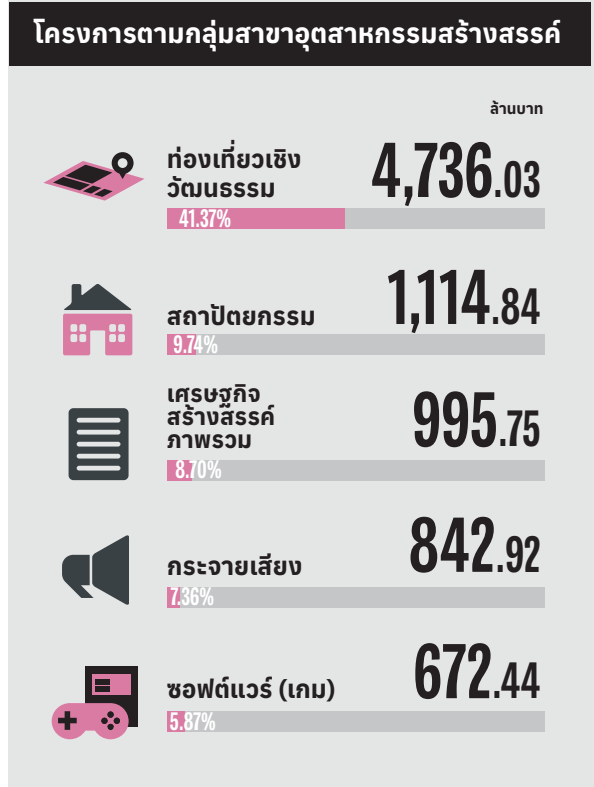 โครงการตามกลุ่มสาขาอุตสาหกรรมสร้างสรรค์
ล้านบาท
ท่องเที่ยวเชิง
วัฒนธรรม
4,736.03
41.37%
สถาปัตยกรรม
1,114.84
9.74%
เศรษฐกิจ
สร้างสรรค์
ภาพรวม
995.75
8.70%
กระจายเสียง
842.92
7.36%
ซอฟต์แวร์ (เกม)
672.44
5.87%